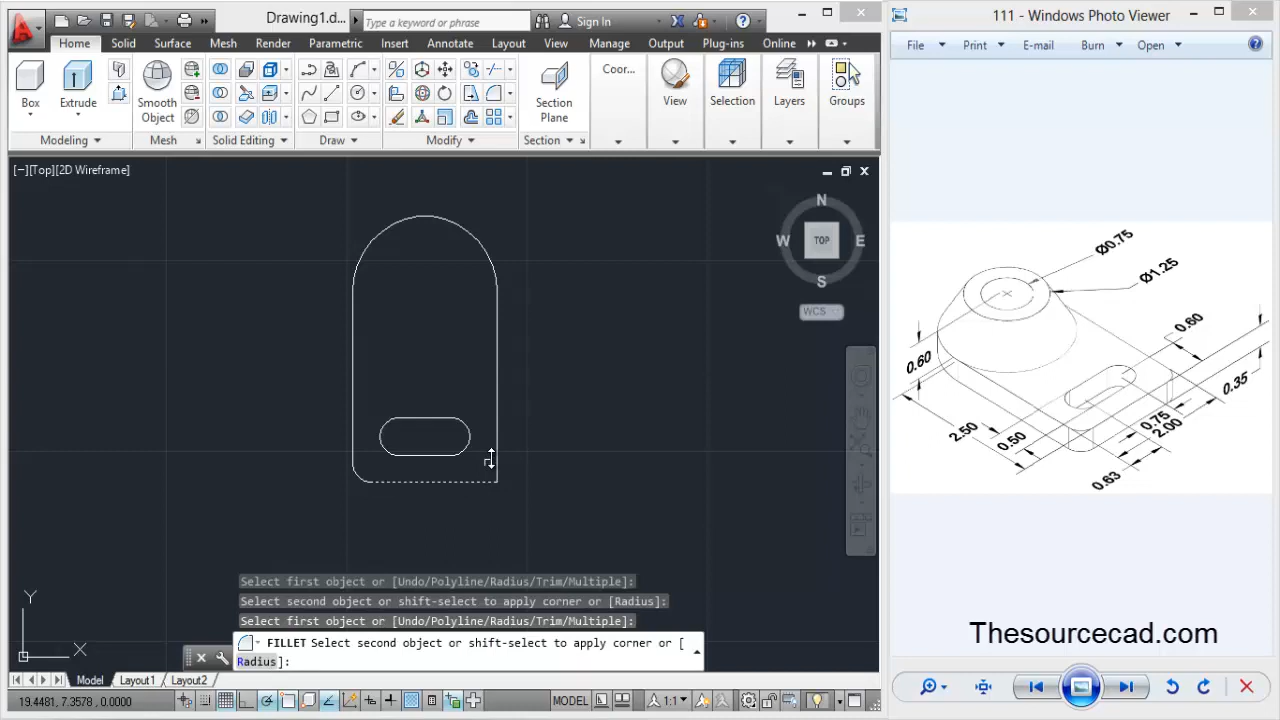 Drawing1.d...
Type a keyword or phrase
Sign In
Home Solid Surface Mesh Render Parametric Insert Annotate Layout View Manage Output Plug-ins Online
Box
Extrude
Smooth
Object
Section
Plane
Coor...
View
Selection
Layers
Groups
Modeling
Mesh
Solid Editing
Draw
Modify
Section
[−][Top][2D Wireframe]
N
W
TOP
E
S
WCS
Y
X
Select first object or [Undo/Polyline/Radius/Trim/Multiple]:
Select second object or shift-select to apply corner or [Radius]:
Select first object or [Undo/Polyline/Radius/Trim/Multiple]:
FILLET Select second object or shift-select to apply corner or [
Radius]:
Model Layout1 Layout2
19.4481, 7.3578, 0.0000
MODEL
1:1
111 - Windows Photo Viewer
File Print E-mail Burn Open
Ø0.75
Ø1.25
0.60
0.60
0.35
2.50
0.50
0.75
2.00
0.63
Thesourcecad.com